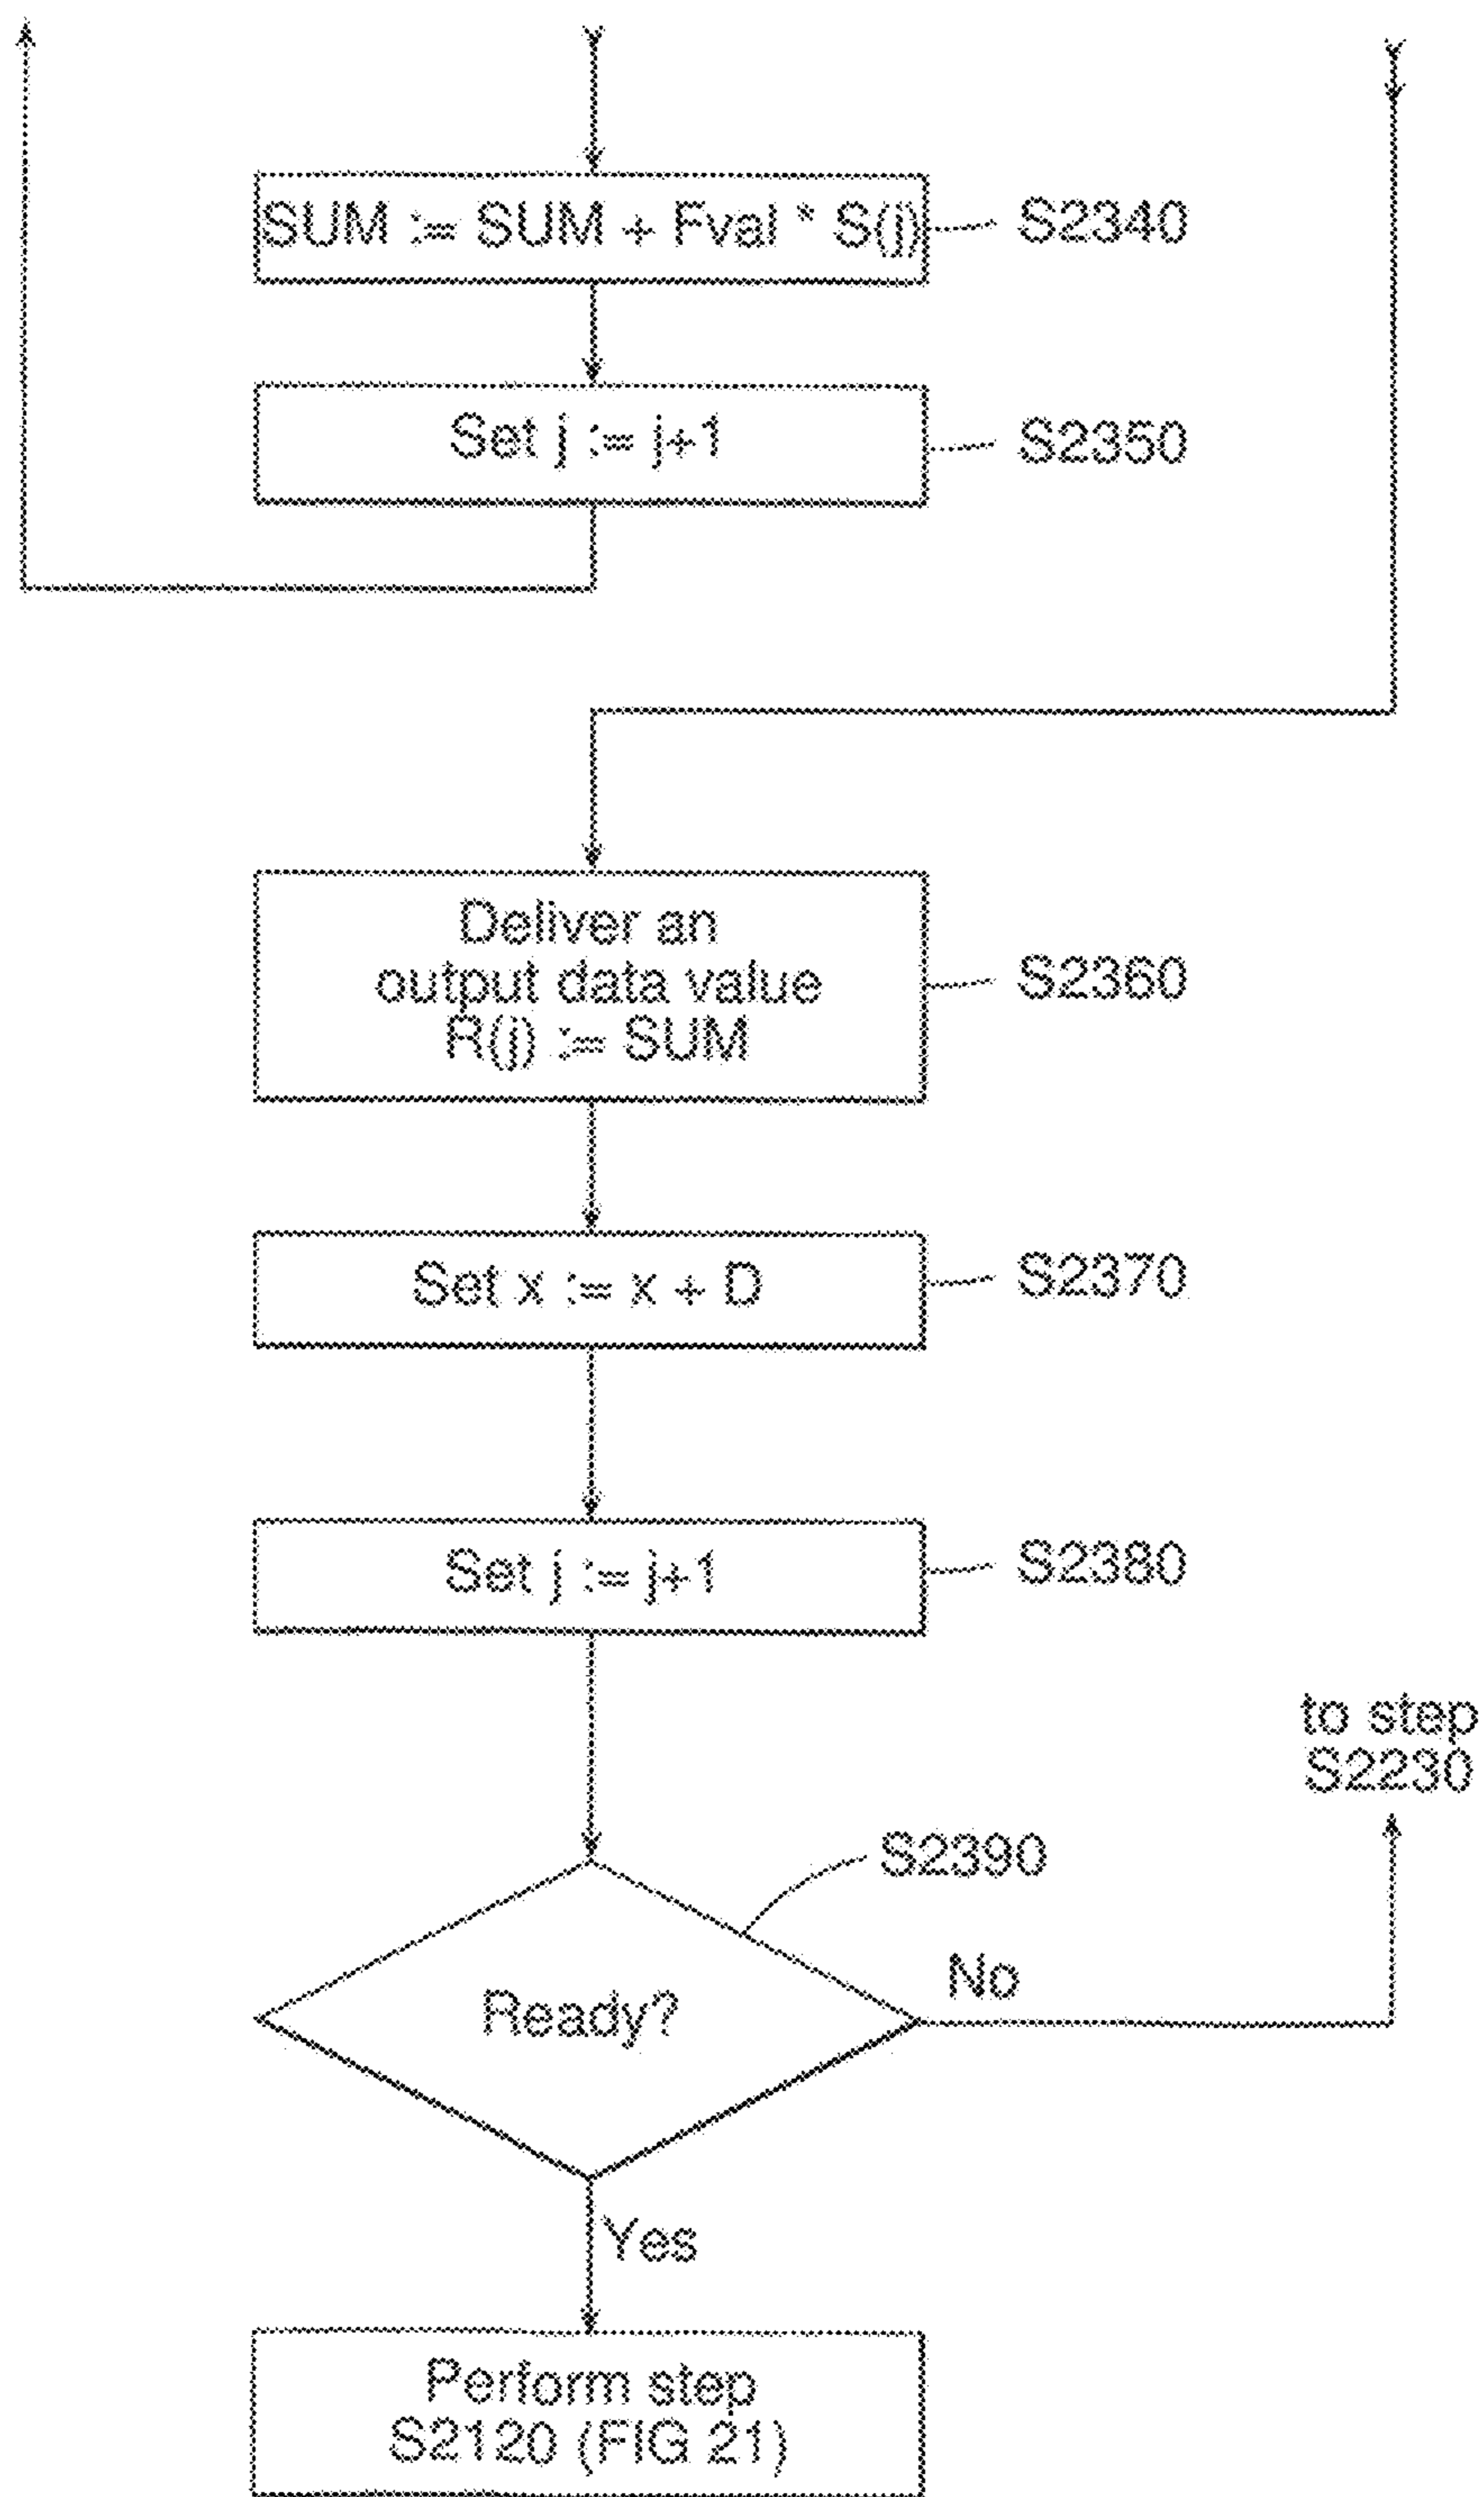 SUM := SUM + Fval * S(j)
S2340
Set j := j+1
S2350
Deliver an
output data value
R(j) := SUM
S2360
Set x := x + D
S2370
Set j := j+1
S2380
to step
S2230
S2390
No
Ready?
Yes
Perform step
S2120 (FIG 21)